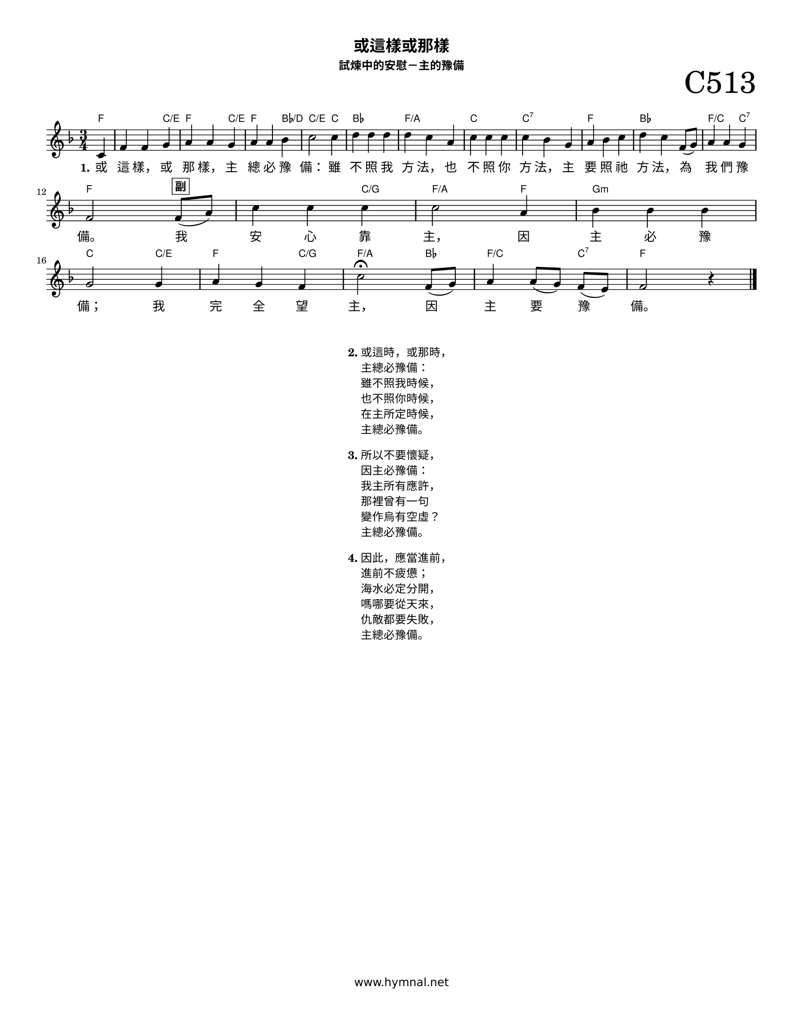 或這樣或那樣
試煉中的安慰－主的豫備
C513
F C/E F C/E F B♭/D C/E C B♭ F/A C C7 F B♭ F/C C7
1. 或 這樣，或 那樣，主 總必豫 備：雖 不照我 方法，也 不照你 方法，主 要照祂 方法，為 我們豫
12 F 副 C/G F/A F Gm
備。 我 安 心 靠 主， 因 主 必 豫
16 C C/E F C/G F/A B♭ F/C C7 F
備； 我 完 全 望 主， 因 主 要 豫 備。
2. 或這時，或那時，
主總必豫備：
雖不照我時候，
也不照你時候，
在主所定時候，
主總必豫備。
3. 所以不要懷疑，
因主必豫備：
我主所有應許，
那裡曾有一句
變作烏有空虛？
主總必豫備。
4. 因此，應當進前，
進前不疲憊；
海水必定分開，
嗎哪要從天來，
仇敵都要失敗，
主總必豫備。
www.hymnal.net